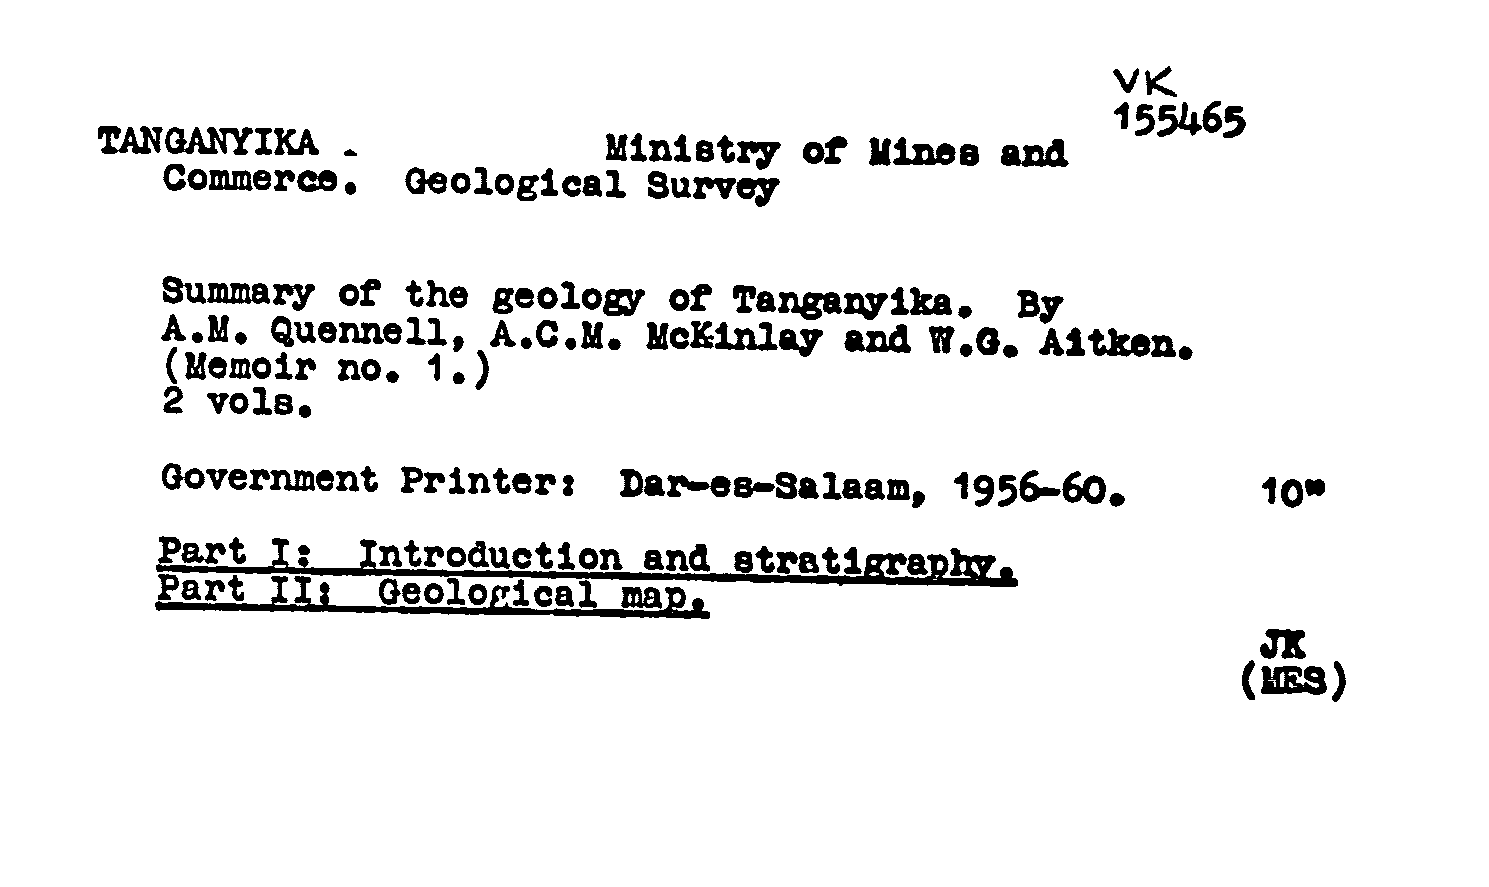 VK
155465
TANGANYIKA. Ministry of Mines and
Commerce. Geological Survey
Summary of the geology of Tanganyika. By
A.M. Quennell, A.C.M. McKinlay and W.G. Aitken.
(Memoir no. 1.)
2 vols.
Government Printer: Dar-es-Salaam, 1956-60. 10"
Part I: Introduction and stratigraphy.
Part II: Geological map.
JK
(MES)